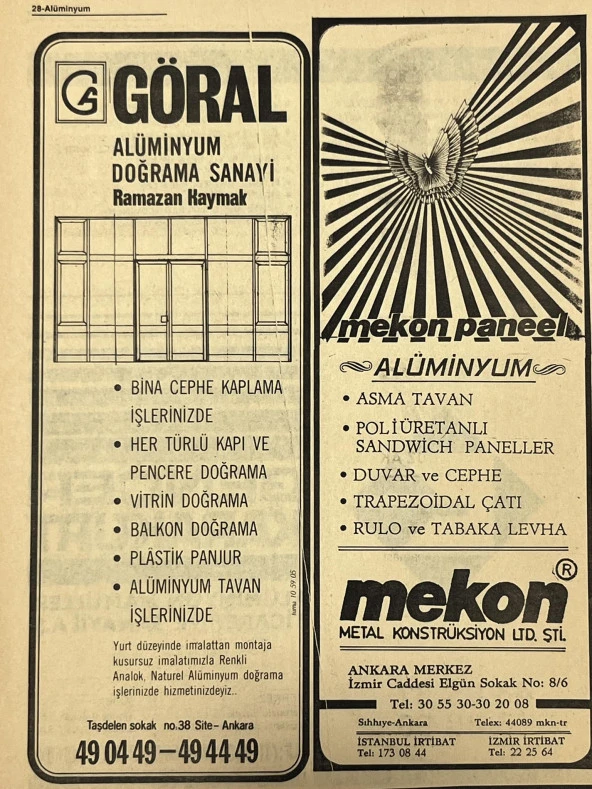 28-Alüminyum
GÖRAL
ALÜMİNYUM
DOĞRAMA SANAYİ
Ramazan Kaymak
• BİNA CEPHE KAPLAMA
İŞLERİNİZDE
• HER TÜRLÜ KAPI VE
PENCERE DOĞRAMA
• VİTRİN DOĞRAMA
• BALKON DOĞRAMA
• PLÂSTİK PANJUR
• ALÜMİNYUM TAVAN
İŞLERİNİZDE
10 59 05
Yurt düzeyinde imalattan montaja
kusursuz imalatımızla Renkli
Analok, Naturel Alüminyum doğrama
işlerinizde hizmetinizdeyiz..
Taşdelen sokak no.38 Site-Ankara
49 04 49-49 44 49
mekon paneel
ALÜMİNYUM
• ASMA TAVAN
• POLİÜRETANLI
SANDWİCH PANELLER
• DUVAR ve CEPHE
• TRAPEZOİDAL ÇATI
• RULO ve TABAKA LEVHA
mekon®
METAL KONSTRÜKSİYON LTD. ŞTİ.
ANKARA MERKEZ
İzmir Caddesi Elgün Sokak No: 8/6
Tel: 30 55 30-30 20 08
Sıhhıye-Ankara Telex: 44089 mkn-tr
İSTANBUL İRTİBAT İZMİR İRTİBAT
Tel: 173 08 44 Tel: 22 25 64